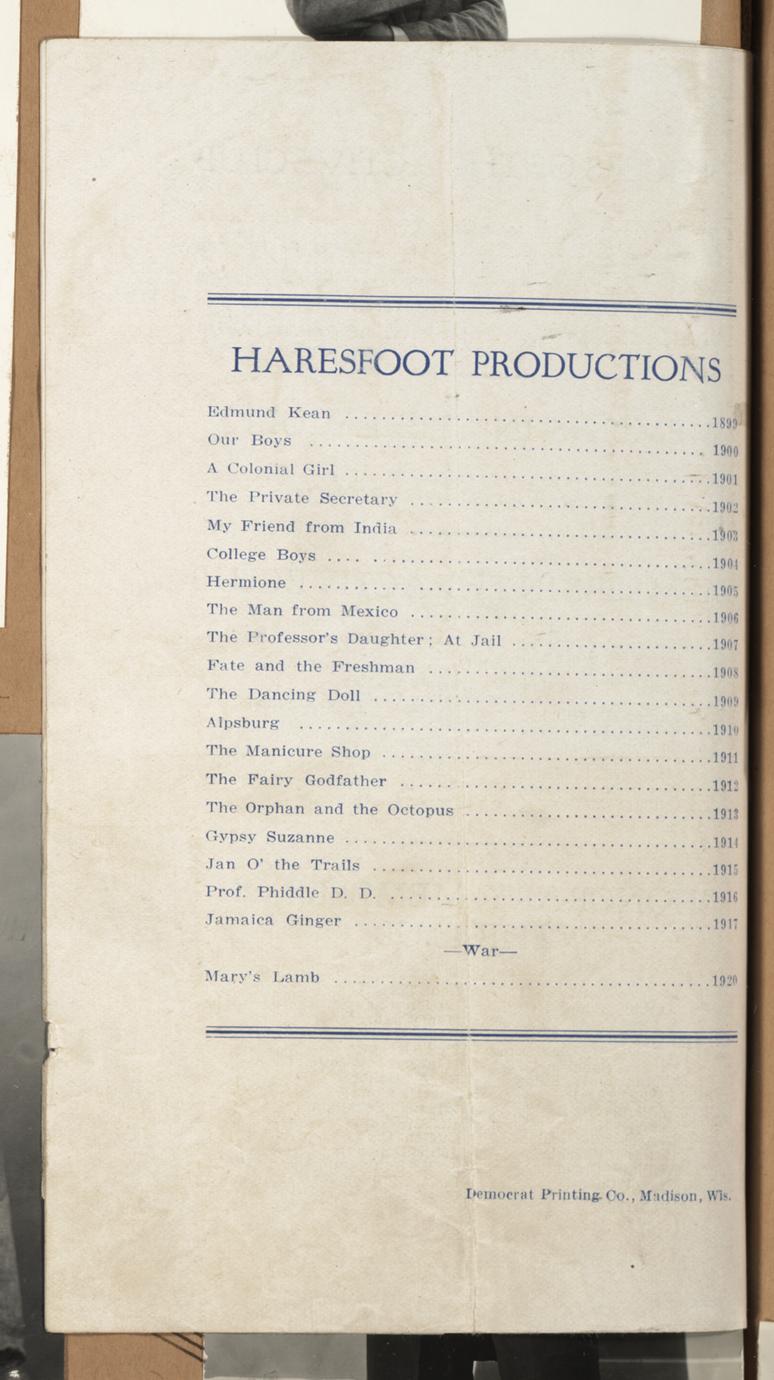 HARESFOOT PRODUCTIONS
Edmund Kean ........................................1899
Our Boys ........................................... 1900
A Colonial Girl ........................................1901
The Private Secretary .................................1902
My Friend from India .................................1903
College Boys .... ....................................1904
Hermione ............ ................................1905
The Man from Mexico .................................1906
The Professor's Daughter; At Jail ......................1907
Fate and the Freshman ...............................1908
The Dancing Doll .....................................1909
Alpsburg .............................................1910
The Manicure Shop ....................................1911
The Fairy Godfather ..................................1912
The Orphan and the Octopus ...........................1913
Gypsy Suzanne ........................................1914
Jan O' the Trails .....................................1915
Prof. Phiddle D. D. ...................................1916
Jamaica Ginger .......................................1917
—War—
Mary's Lamb .........................................1920
Democrat Printing Co., Madison, Wis.